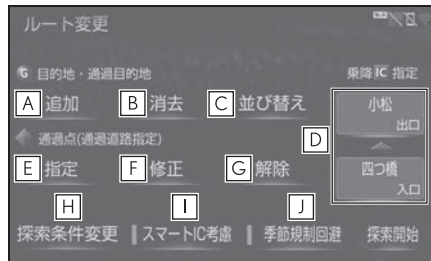 ルート変更
G 目的地・通過目的地
乗降IC 指定
A 追加
B 消去
C 並び替え
小松
出口
D
通過点(通過道路指定)
E 指定
F 修正
G 解除
四つ橋
入口
H
I
J
探索条件変更
スマートIC考慮
季節規制回避
探索開始